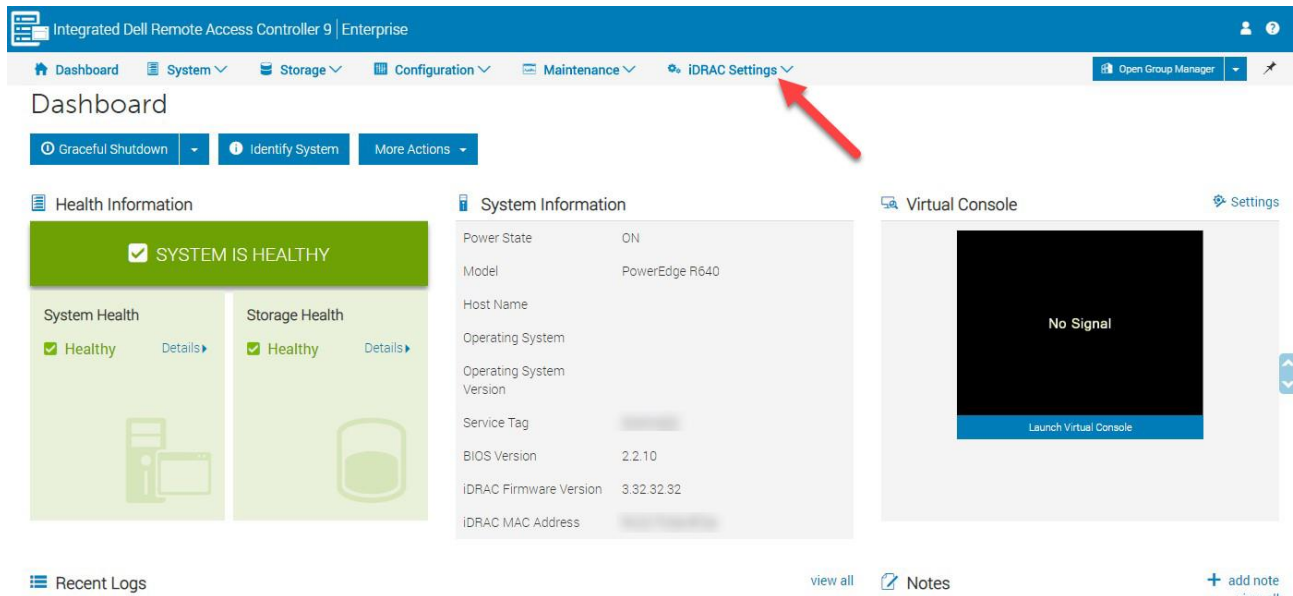 Integrated Dell Remote Access Controller 9 | Enterprise
Dashboard System Storage Configuration Maintenance iDRAC Settings Open Group Manager
Dashboard
Graceful Shutdown Identify System More Actions
Health Information
SYSTEM IS HEALTHY
System Health
Healthy Details
Storage Health
Healthy Details
System Information
Power State ON
Model PowerEdge R640
Host Name
Operating System
Operating System
Version
Service Tag
BIOS Version 2.2.10
iDRAC Firmware Version 3.32.32.32
iDRAC MAC Address
Virtual Console Settings
No Signal
Launch Virtual Console
Recent Logs view all
Notes + add note